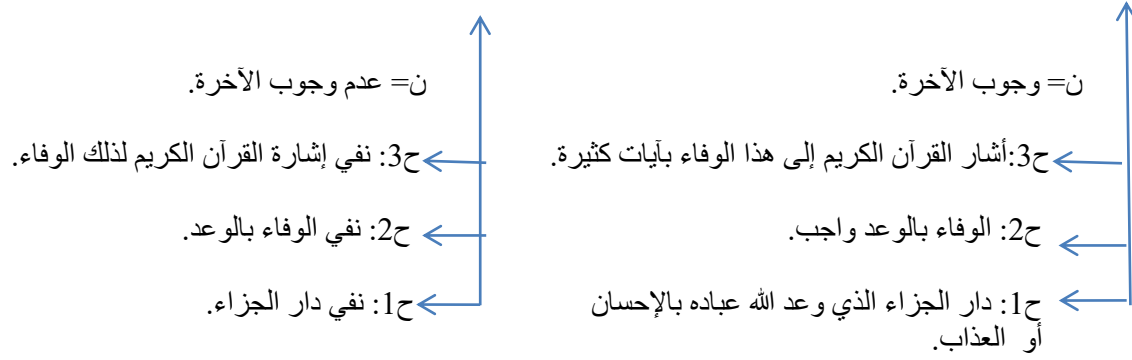 ن= وجوب الآخرة.
ح3:أشار القرآن الكريم إلى هذا الوفاء بآيات كثيرة.
ح2: الوفاء بالوعد واجب.
ح1: دار الجزاء الذي وعد الله عباده بالإحسان
أو العذاب.
ن= عدم وجوب الآخرة.
ح3: نفي إشارة القرآن الكريم لذلك الوفاء.
ح2: نفي الوفاء بالوعد.
ح1: نفي دار الجزاء.